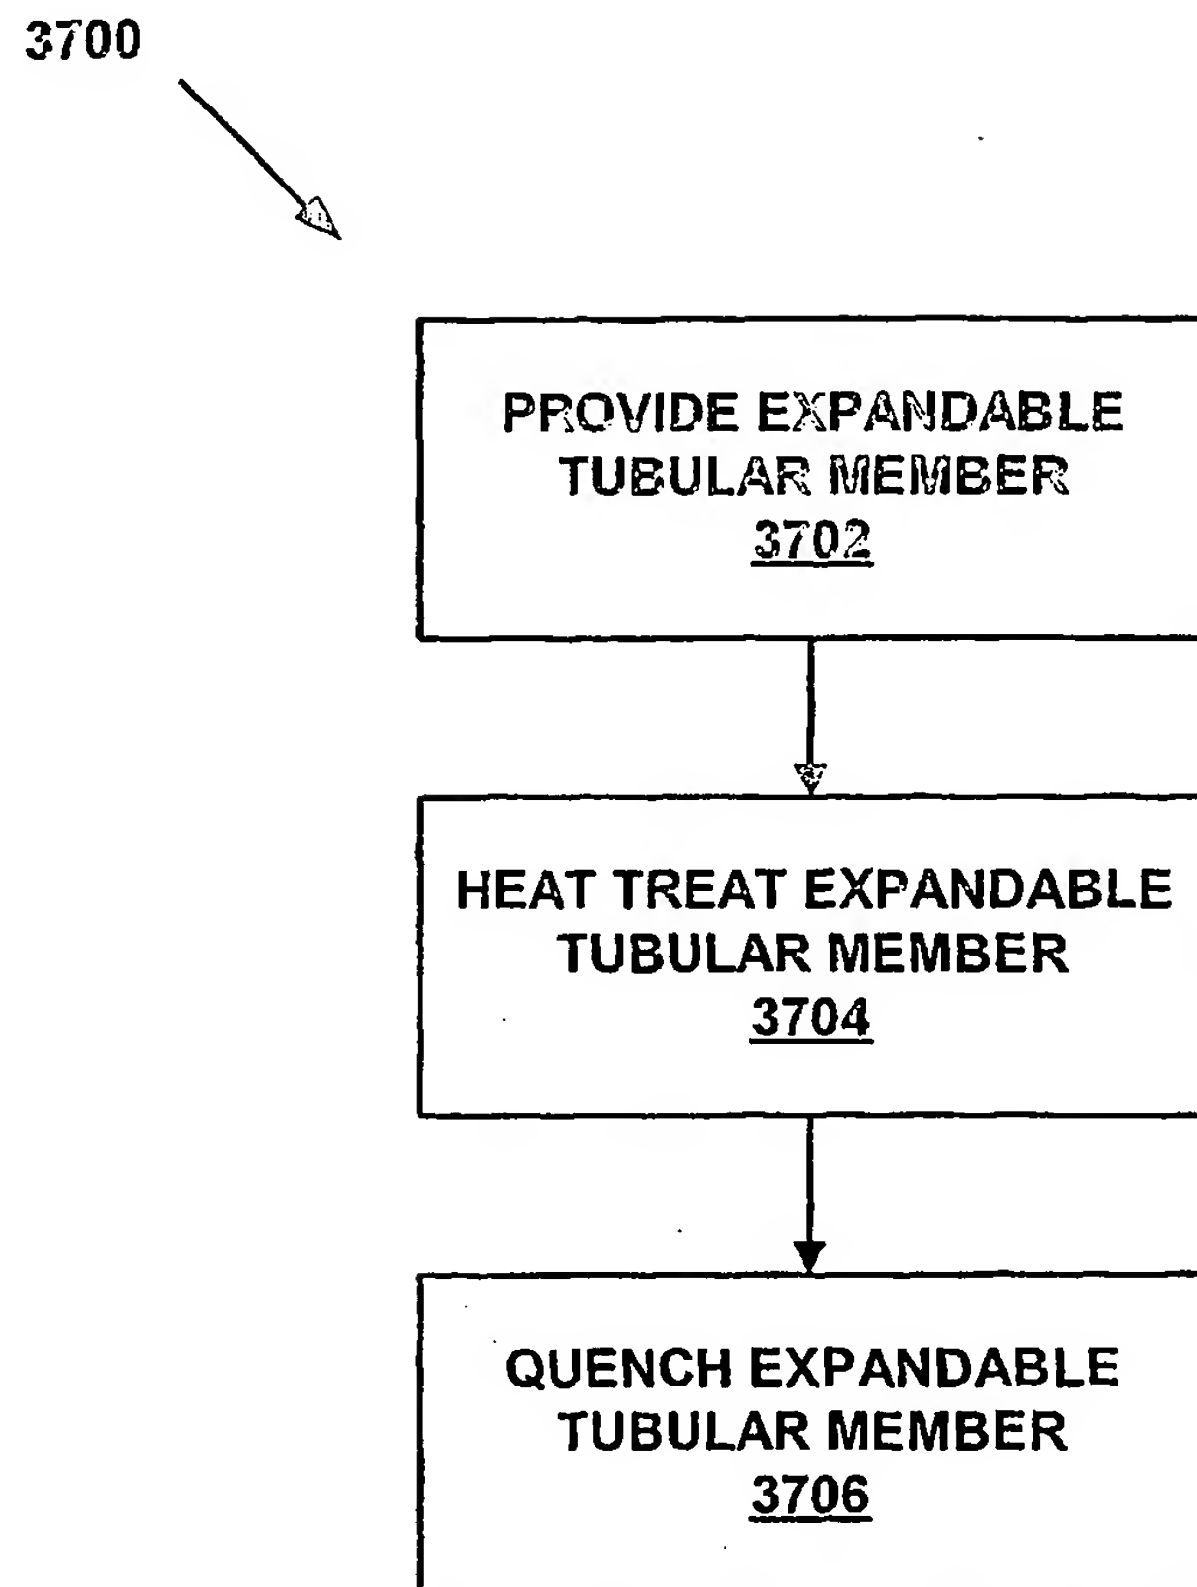 3700
PROVIDE EXPANDABLE
TUBULAR MEMBER
3702
HEAT TREAT EXPANDABLE
TUBULAR MEMBER
3704
QUENCH EXPANDABLE
TUBULAR MEMBER
3706